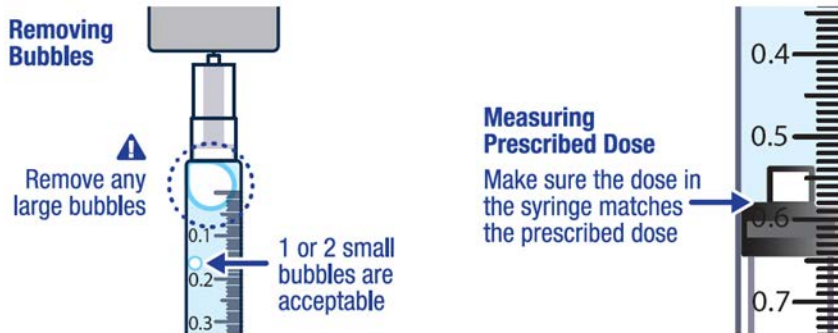 Removing
Bubbles
Remove any
large bubbles
0.1
0.2
0.3
1 or 2 small
bubbles are
acceptable
Measuring
Prescribed Dose
Make sure the dose in
the syringe matches
the prescribed dose
0.4
0.5
0.6
0.7